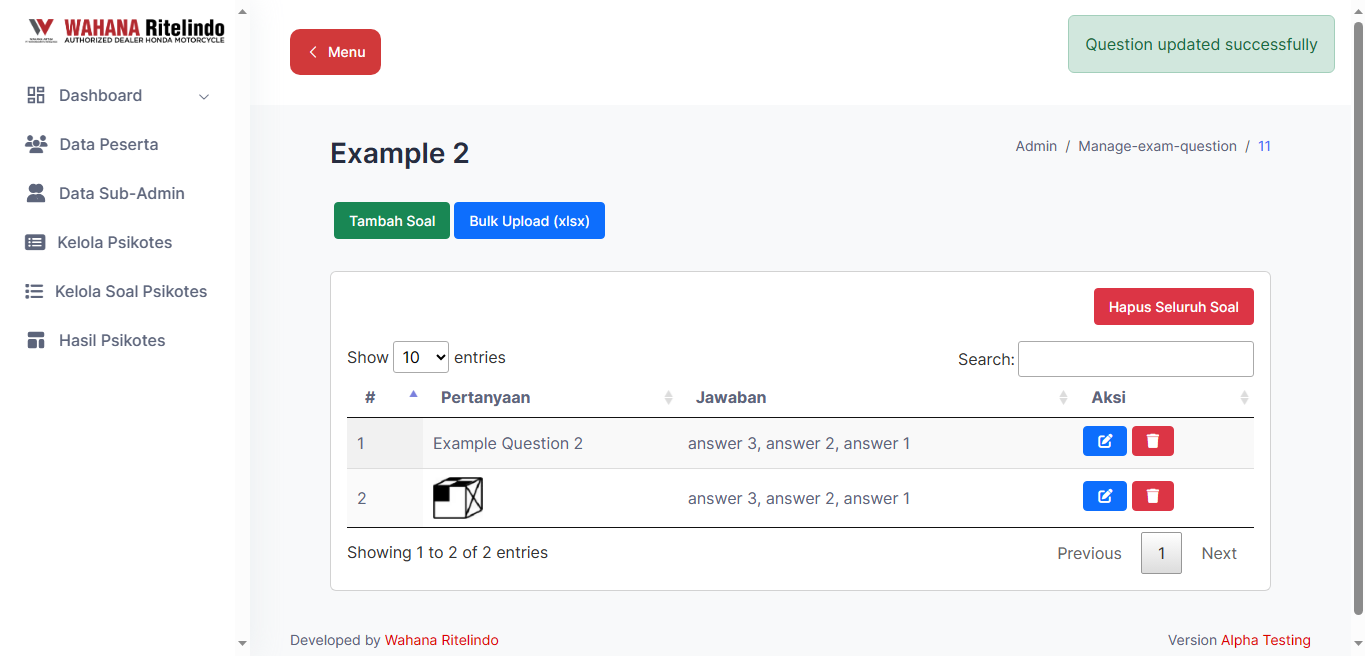 WAHANA Ritelindo
AUTHORIZED DEALER HONDA MOTORCYCLE
Menu
Question updated successfully
Dashboard
Data Peserta
Data Sub-Admin
Kelola Psikotes
Kelola Soal Psikotes
Hasil Psikotes
Example 2
Admin / Manage-exam-question / 11
Tambah Soal
Bulk Upload (xlsx)
Hapus Seluruh Soal
Show 10 entries
Search:
# Pertanyaan Jawaban Aksi
1 Example Question 2 answer 3, answer 2, answer 1
2 answer 3, answer 2, answer 1
Showing 1 to 2 of 2 entries
Previous 1 Next
Developed by Wahana Ritelindo
Version Alpha Testing